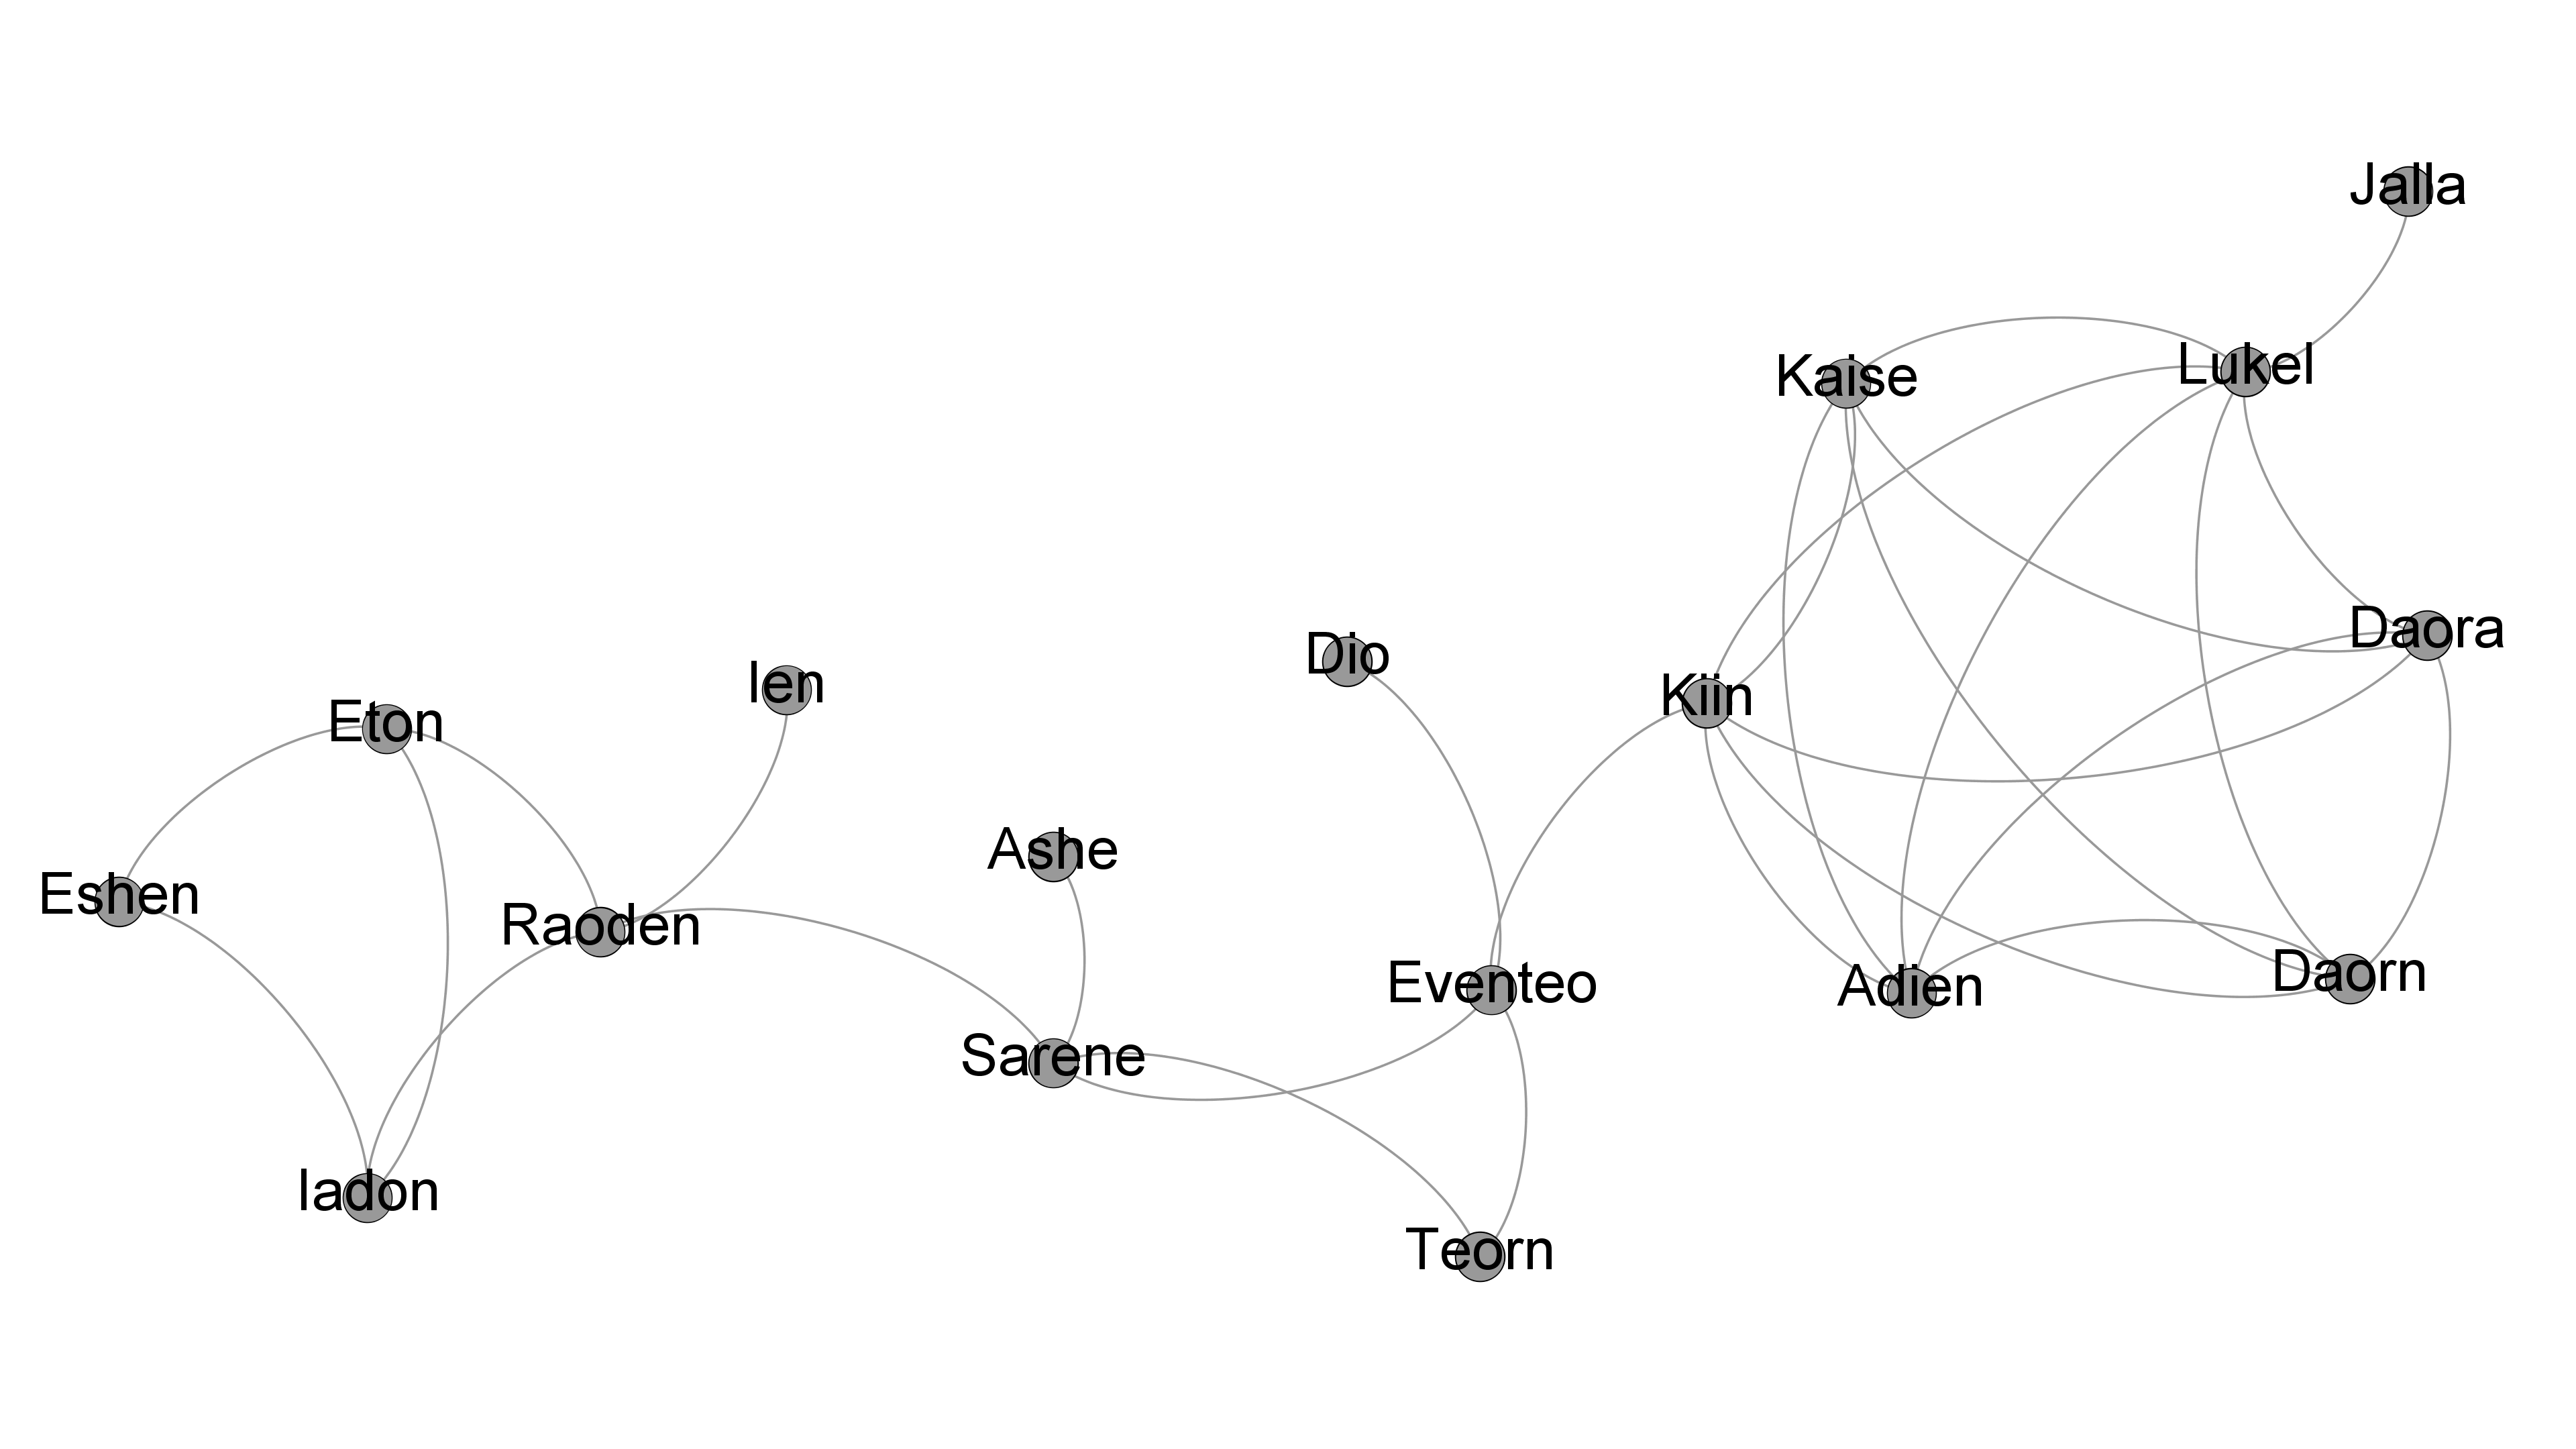 Jalla
Kaise
Lukel
Daora
Dio
Ien
Kiin
Eton
Ashe
Eshen
Raoden
Eventeo
Adien
Daorn
Sarene
Iadon
Teorn